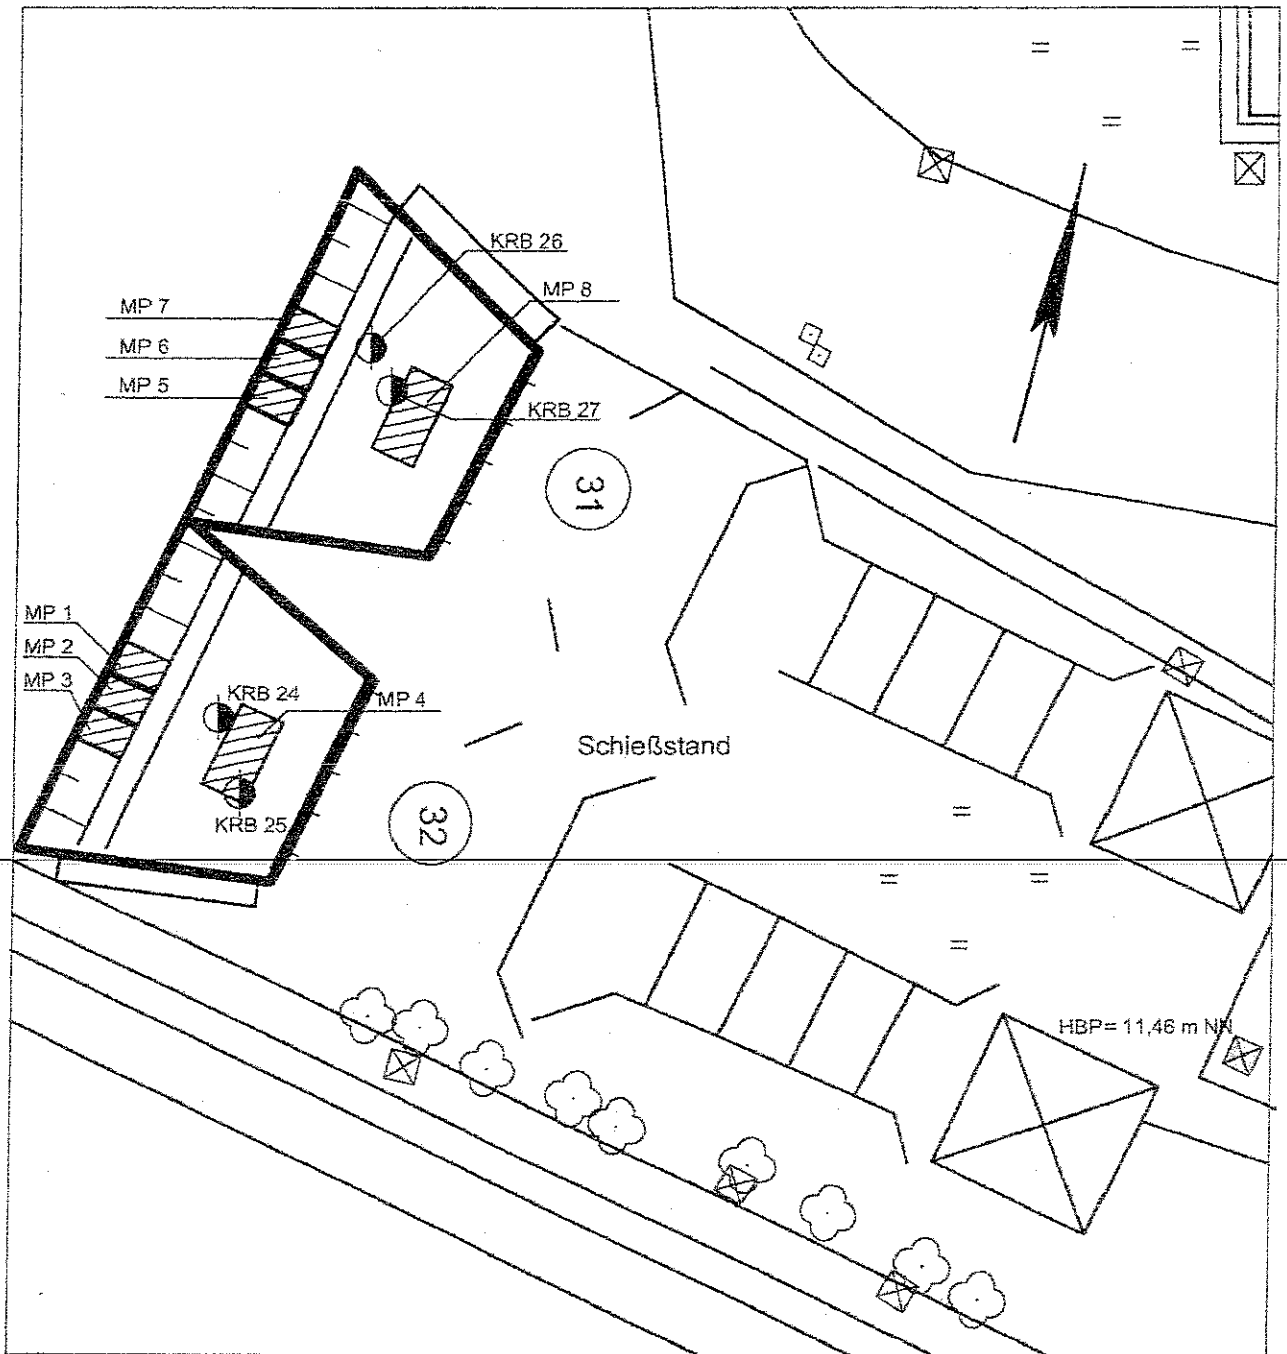 KRB 26
MP 8
MP 7
MP 6
MP 5
KRB 27
31
MP 1
MP 2
MP 3
KRB 24
MP 4
KRB 25
Schießstand
32
HBP= 11,46 m NN